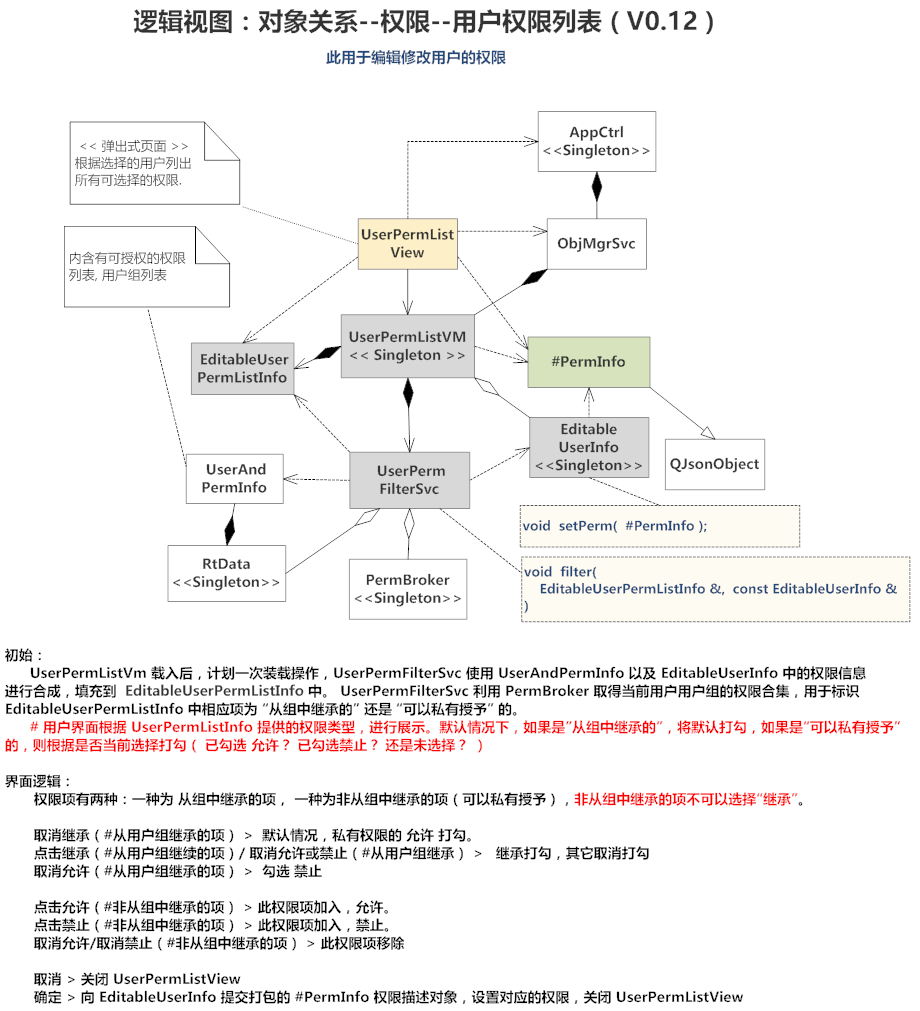 逻辑视图：对象关系--权限--用户权限列表（V0.12）
此用于编辑修改用户的权限
<< 弹出式页面 >>
根据选择的用户列出
所有可选择的权限.
AppCtrl
<<Singleton>>
UserPermList
View
ObjMgrSvc
内含有可授权的权限
列表, 用户组列表
UserPermListVM
<< Singleton >>
EditableUser
PermListInfo
#PermInfo
Editable
UserInfo
<<Singleton>>
QJsonObject
UserAnd
PermInfo
UserPerm
FilterSvc
void setPerm( #PermInfo );
RtData
<<Singleton>>
PermBroker
<<Singleton>>
void filter(
EditableUserPermListInfo &, const EditableUserInfo &
)
初始：
UserPermListVm 载入后，计划一次装载操作，UserPermFilterSvc 使用 UserAndPermInfo 以及 EditableUserInfo 中的权限信息
进行合成，填充到 EditableUserPermListInfo 中。 UserPermFilterSvc 利用 PermBroker 取得当前用户用户组的权限合集，用于标识
EditableUserPermListInfo 中相应项为 “从组中继承的” 还是 “可以私有授予” 的。
# 用户界面根据 UserPermListInfo 提供的权限类型，进行展示。默认情况下，如果是”从组中继承的”，将默认打勾，如果是”可以私有授予”
的，则根据是否当前选择打勾（ 已勾选 允许？ 已勾选禁止？ 还是未选择？ ）
界面逻辑：
权限项有两种：一种为 从组中继承的项， 一种为非从组中继承的项（可以私有授予），非从组中继承的项不可以选择“继承”。
取消继承（#从用户组继承的项）> 默认情况，私有权限的 允许 打勾。
点击继承（#从用户组继续的项）/ 取消允许或禁止（#从用户组继承）> 继承打勾，其它取消打勾
取消允许（#从用户组继承的项）> 勾选 禁止
点击允许（#非从组中继承的项）> 此权限项加入，允许。
点击禁止（#非从组中继承的项）> 此权限项加入，禁止。
取消允许/取消禁止（#非从组中继承的项）> 此权限项移除
取消 > 关闭 UserPermListView
确定 > 向 EditableUserInfo 提交打包的 #PermInfo 权限描述对象，设置对应的权限，关闭 UserPermListView